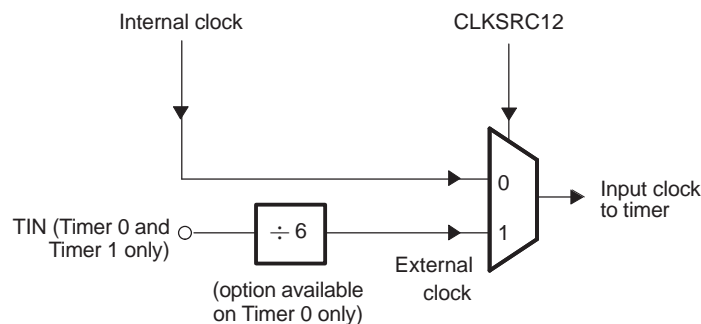 Internal clock
CLKSRC12
0
Input clock
to timer
TIN (Timer 0 and
Timer 1 only)
÷ 6
1
External
clock
(option available
on Timer 0 only)